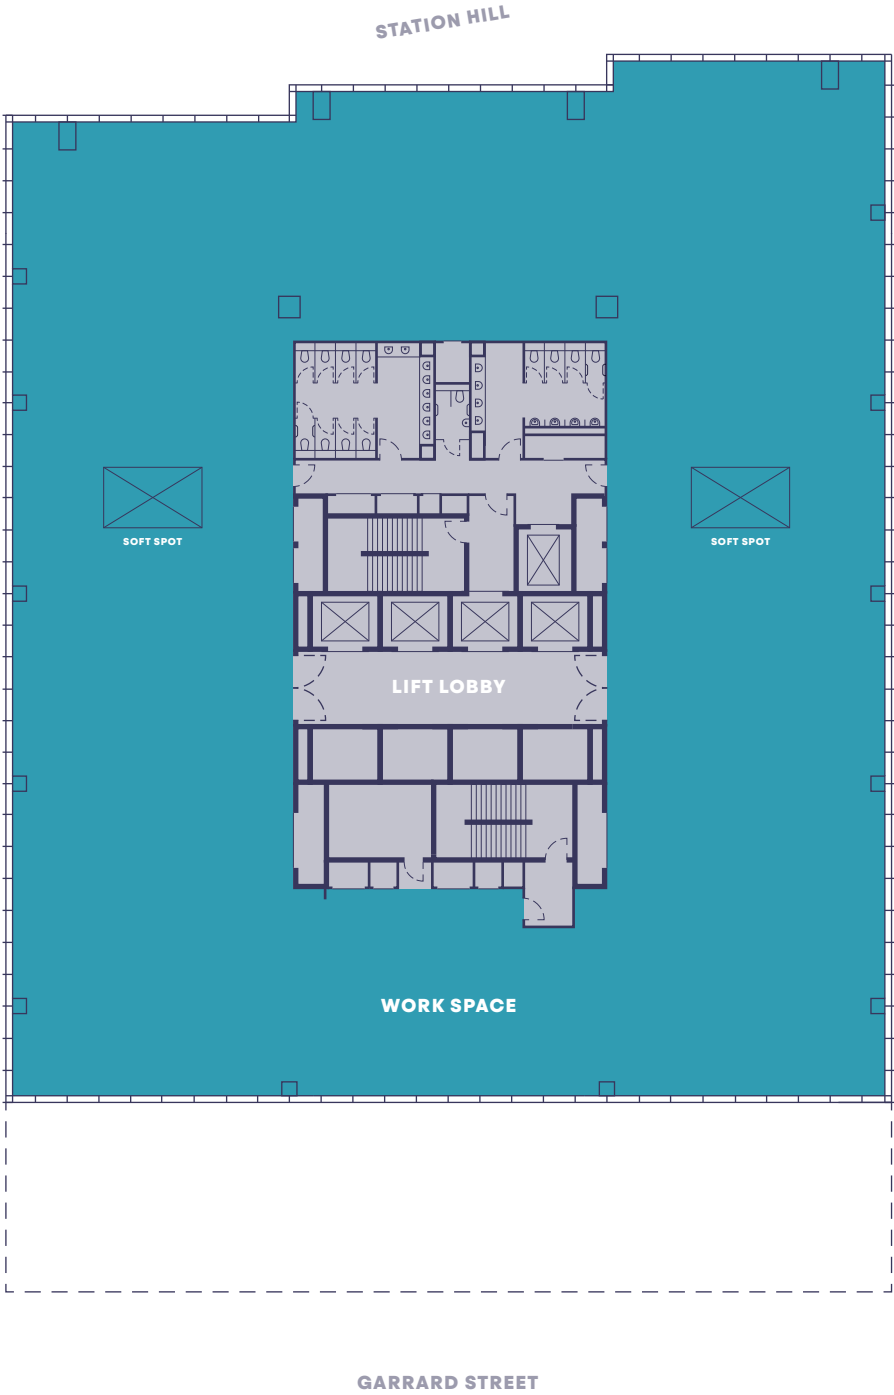 STATION HILL
SOFT SPOT
SOFT SPOT
LIFT LOBBY
WORK SPACE
GARRARD STREET